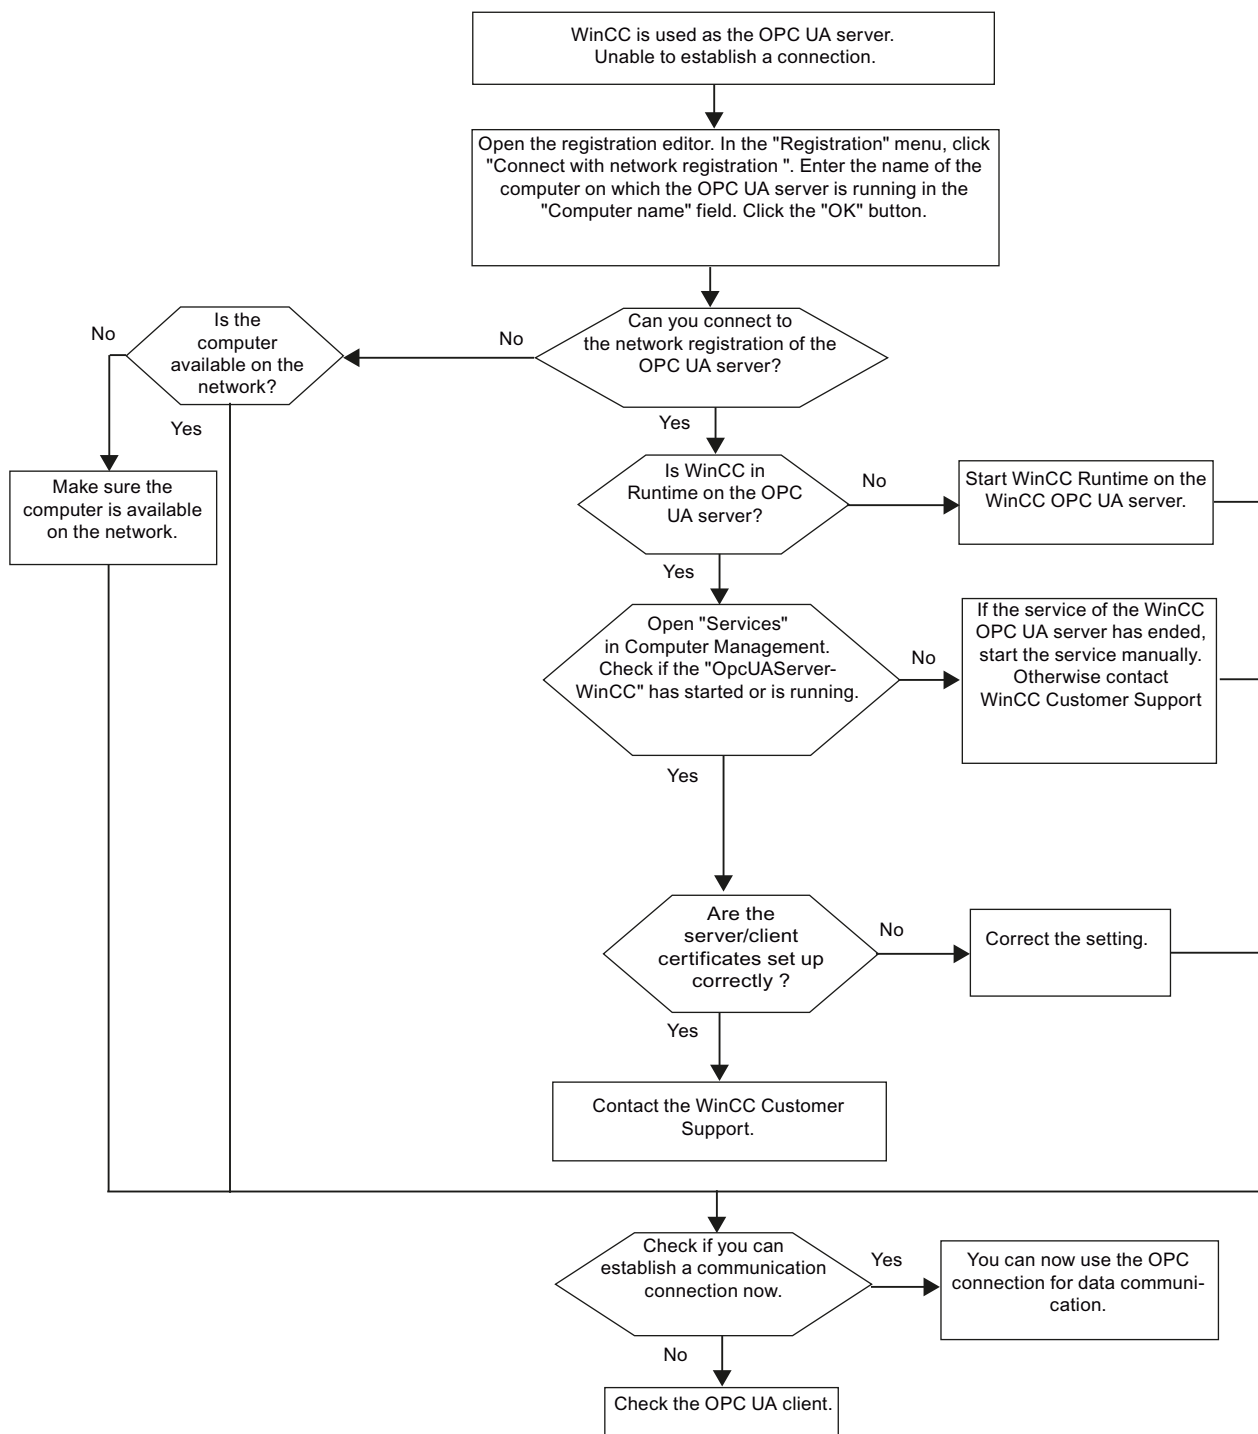 WinCC is used as the OPC UA server.
Unable to establish a connection.
Open the registration editor. In the "Registration" menu, click
"Connect with network registration ". Enter the name of the
computer on which the OPC UA server is running in the
"Computer name" field. Click the "OK" button.
Can you connect to
the network registration of the
OPC UA server?
No
Is the
computer
available on the
network?
No
Yes
Make sure the
computer is available
on the network.
Yes
Is WinCC in
Runtime on the OPC
UA server?
No
Start WinCC Runtime on the
WinCC OPC UA server.
Yes
Open "Services"
in Computer Management.
Check if the "OpcUAServer-
WinCC" has started or is running.
No
If the service of the WinCC
OPC UA server has ended,
start the service manually.
Otherwise contact
WinCC Customer Support
Yes
Are the
server/client
certificates set up
correctly ?
No
Correct the setting.
Yes
Contact the WinCC Customer
Support.
Check if you can
establish a communication
connection now.
Yes
You can now use the OPC
connection for data communi-
cation.
No
Check the OPC UA client.